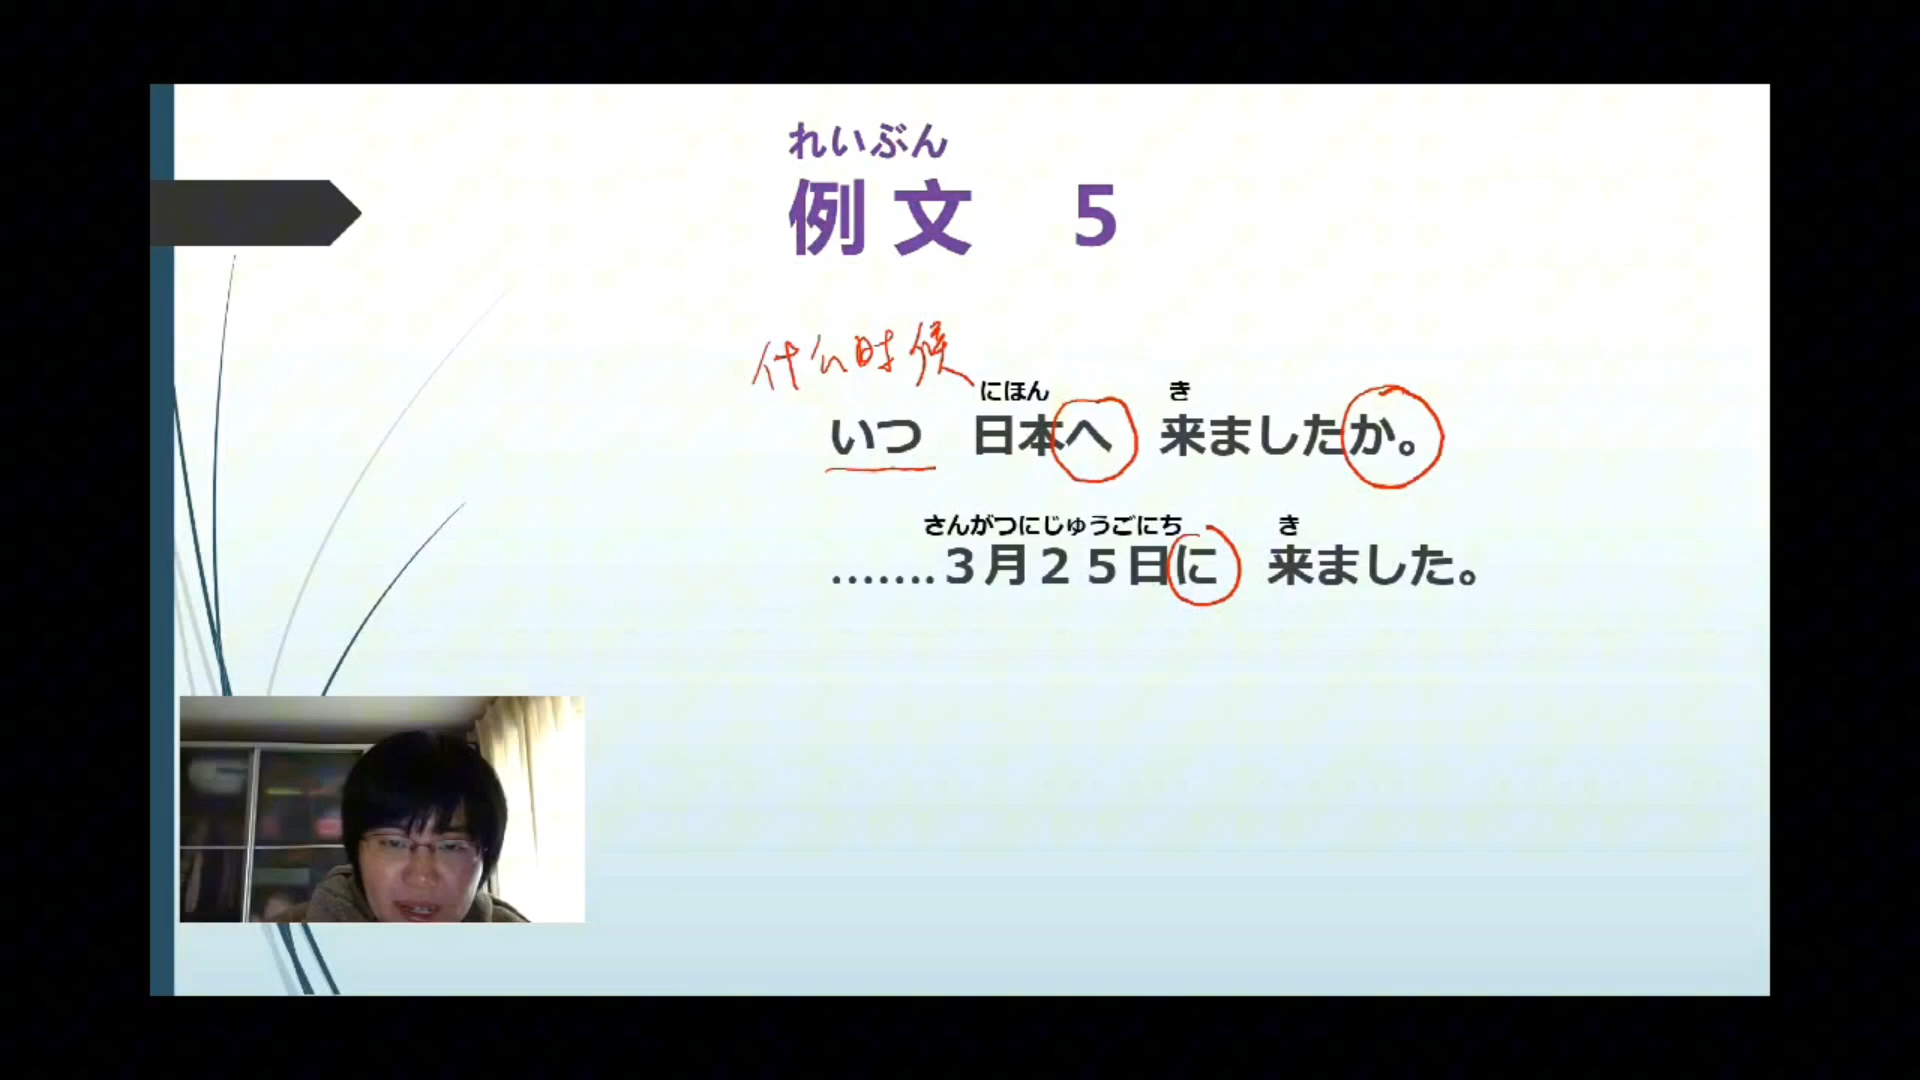 れいぶん
例文 5
什么时候
にほん き
いつ 日本へ 来ましたか。
さんがつにじゅうごにち き
.......３月２５日に 来ました。